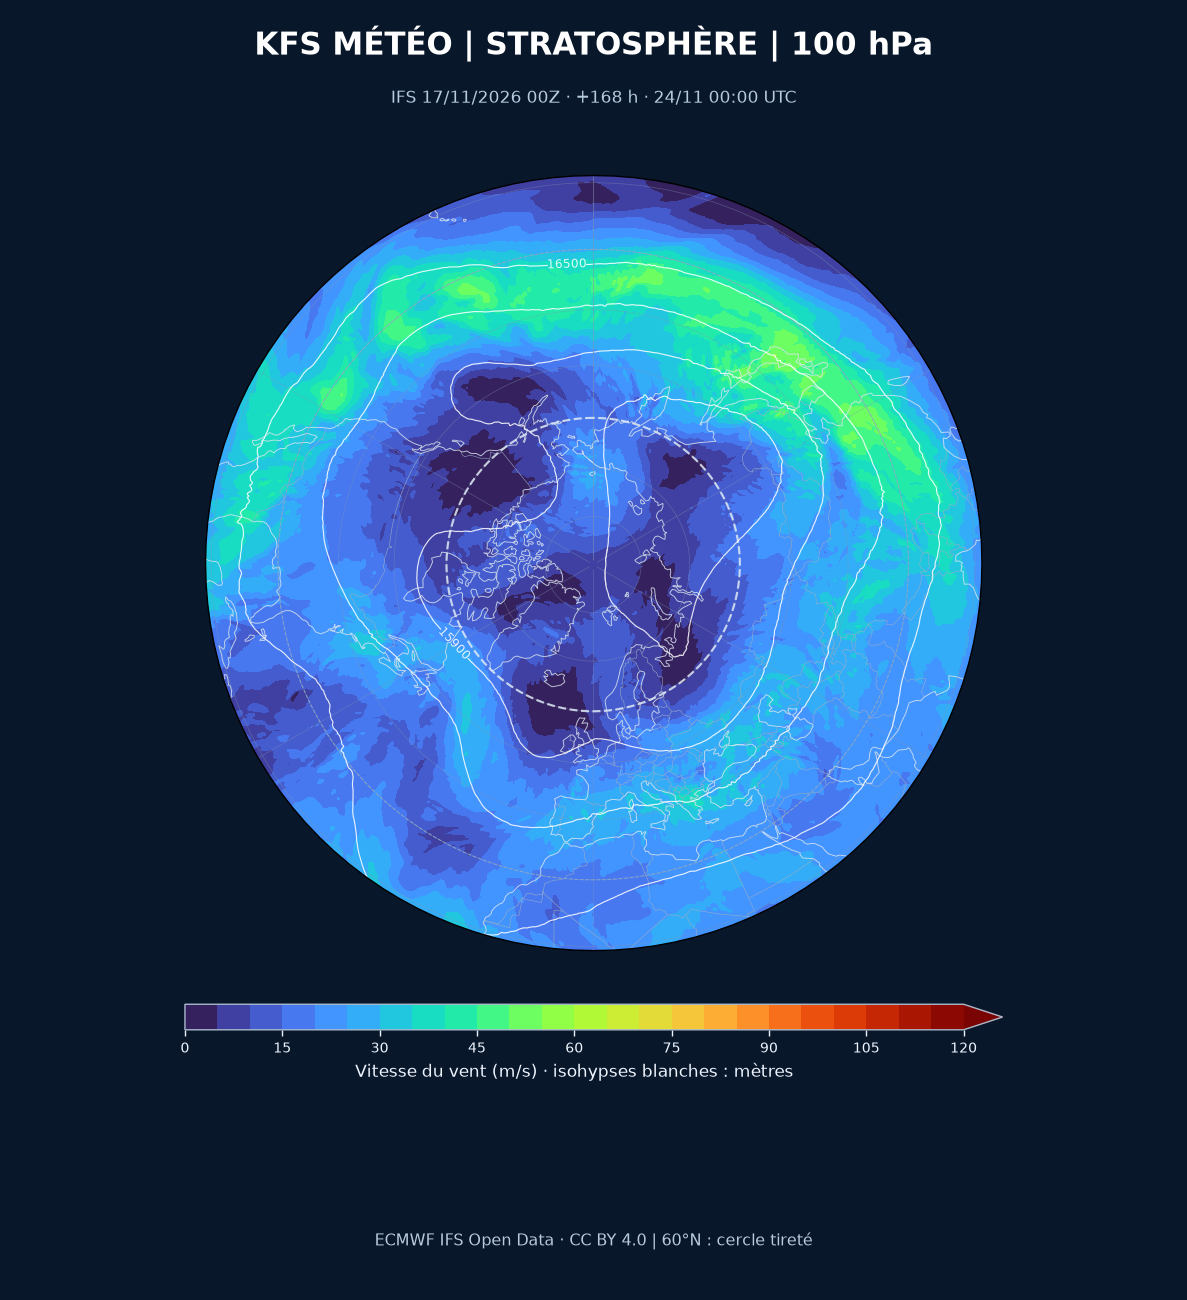 KFS MÉTÉO | STRATOSPHÈRE | 100 hPa
IFS 17/11/2026 00Z · +168 h · 24/11 00:00 UTC
16500
15900
0 15 30 45 60 75 90 105 120
Vitesse du vent (m/s) · isohypses blanches : mètres
ECMWF IFS Open Data · CC BY 4.0 | 60°N : cercle tireté